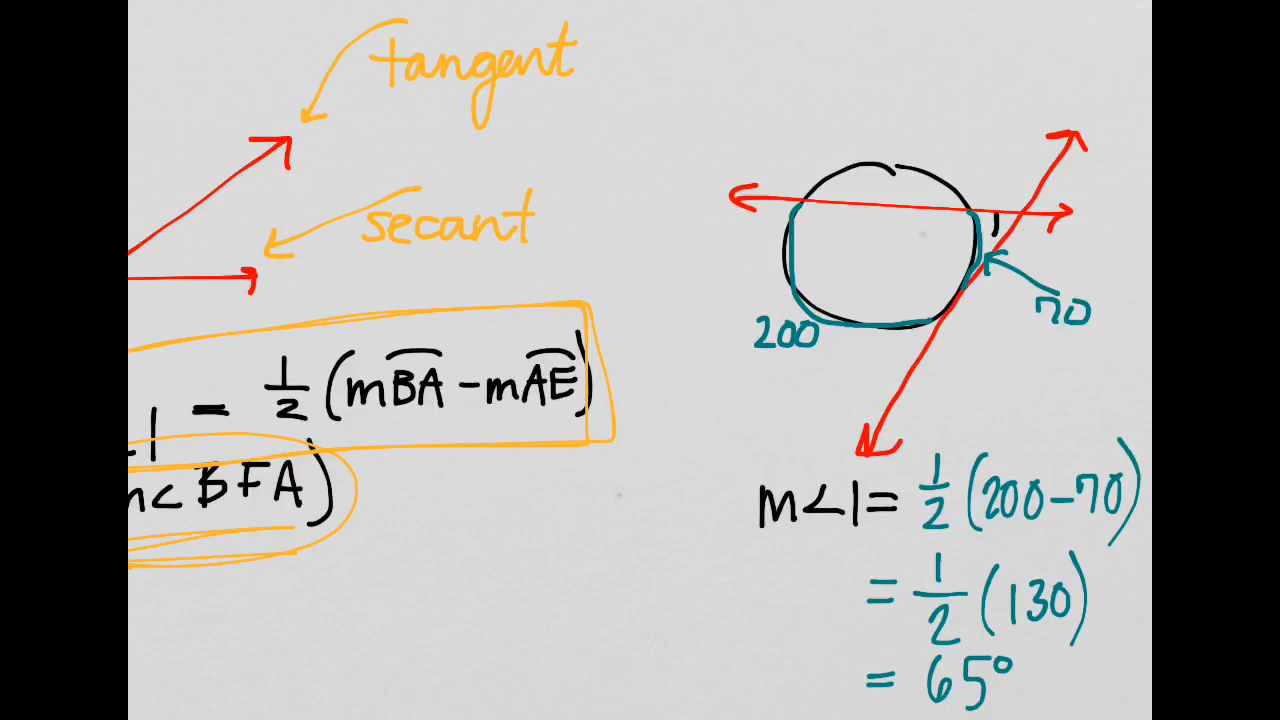 tangent
secant
1 = 1/2 (mBA - mAE)
m< BFA)
1
70
200
m<1 = 1/2 (200-70)
= 1/2 (130)
= 65°